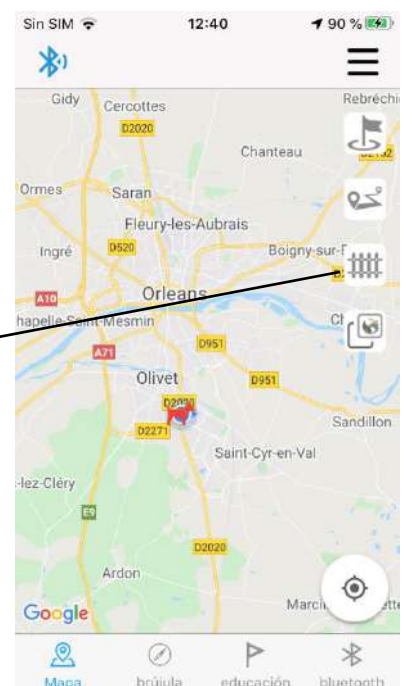 Sin SIM 12:40 90 %
Gidy
Cercottes
Rebréchi
D2020
Chanteau
Ormes
Saran
Fleury-les-Aubrais
Ingré
D520
Boigny-sur-
A10
Orleans
hapelle-Saint-Mesmin
A71
D951
Olivet
D951
D2020
D2271
Sandillon
Saint-Cyr-en-Val
-lez-Cléry
E9
D2020
Ardon
Google
Mapa brújula educación bluetooth